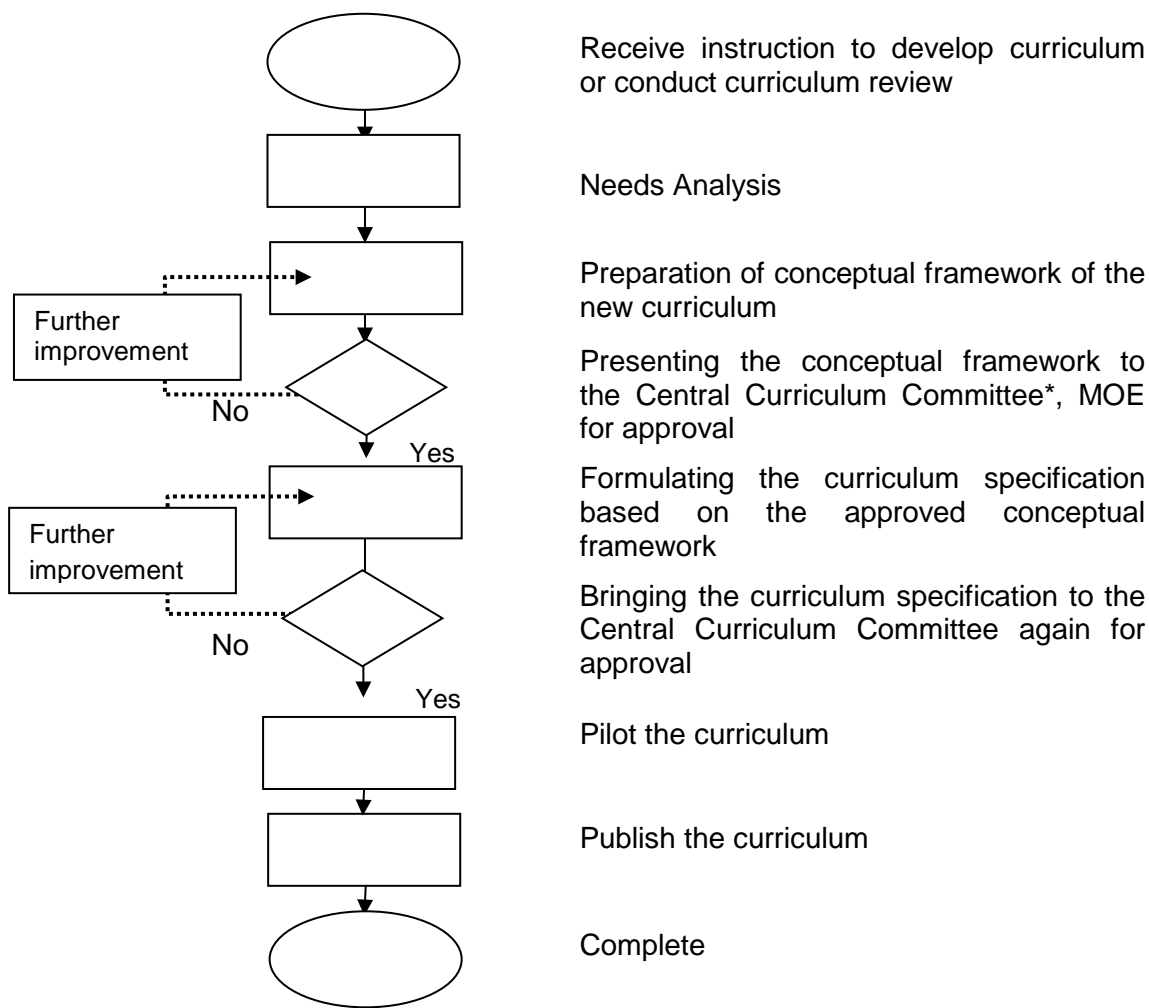 Receive instruction to develop curriculum
or conduct curriculum review
Needs Analysis
Preparation of conceptual framework of the
new curriculum
Further
improvement
Presenting the conceptual framework to
the Central Curriculum Committee*, MOE
for approval
No
Yes
Formulating the curriculum specification
based on the approved conceptual
framework
Further
improvement
Bringing the curriculum specification to the
Central Curriculum Committee again for
approval
No
Yes
Pilot the curriculum
Publish the curriculum
Complete